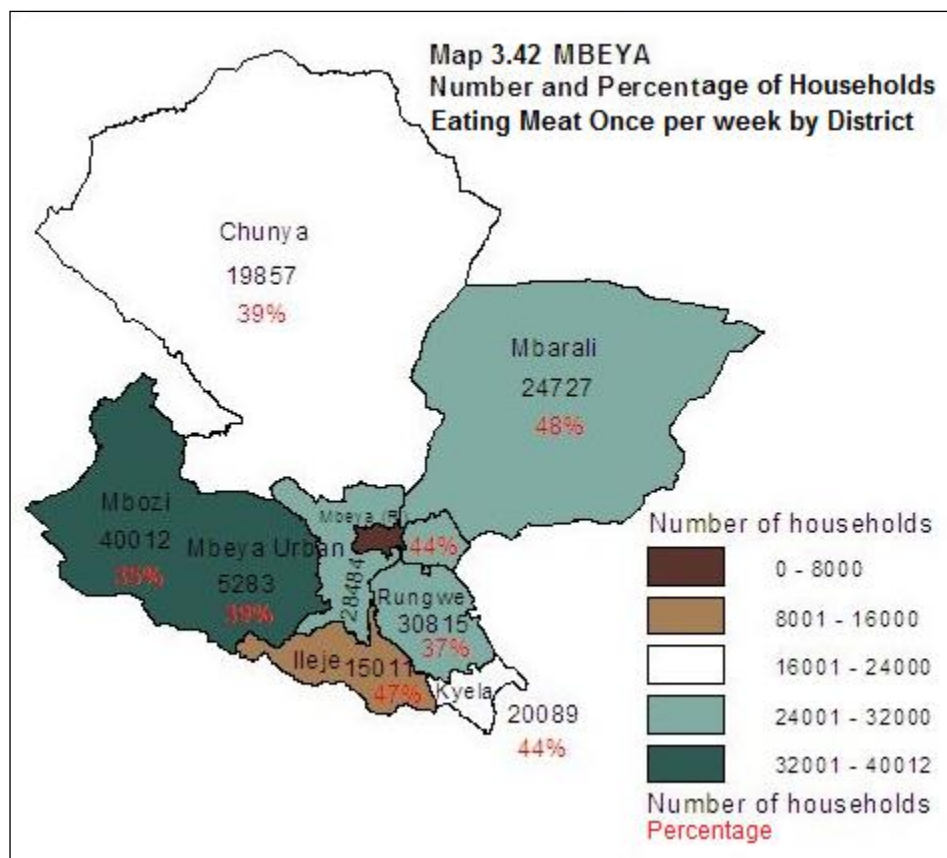 Map 3.42 MBEYA
Number and Percentage of Households
Eating Meat Once per week by District
Chunya
19857
39%
Mbarali
24727
48%
Mbozi
40012
35%
Mbeya Urban
5283
39%
Mbeya (R)
28484
44%
Rungwe
30815
37%
Ileje 15011
47%
Kyela
20089
44%
Number of households
0 - 8000
8001 - 16000
16001 - 24000
24001 - 32000
32001 - 40012
Number of households
Percentage